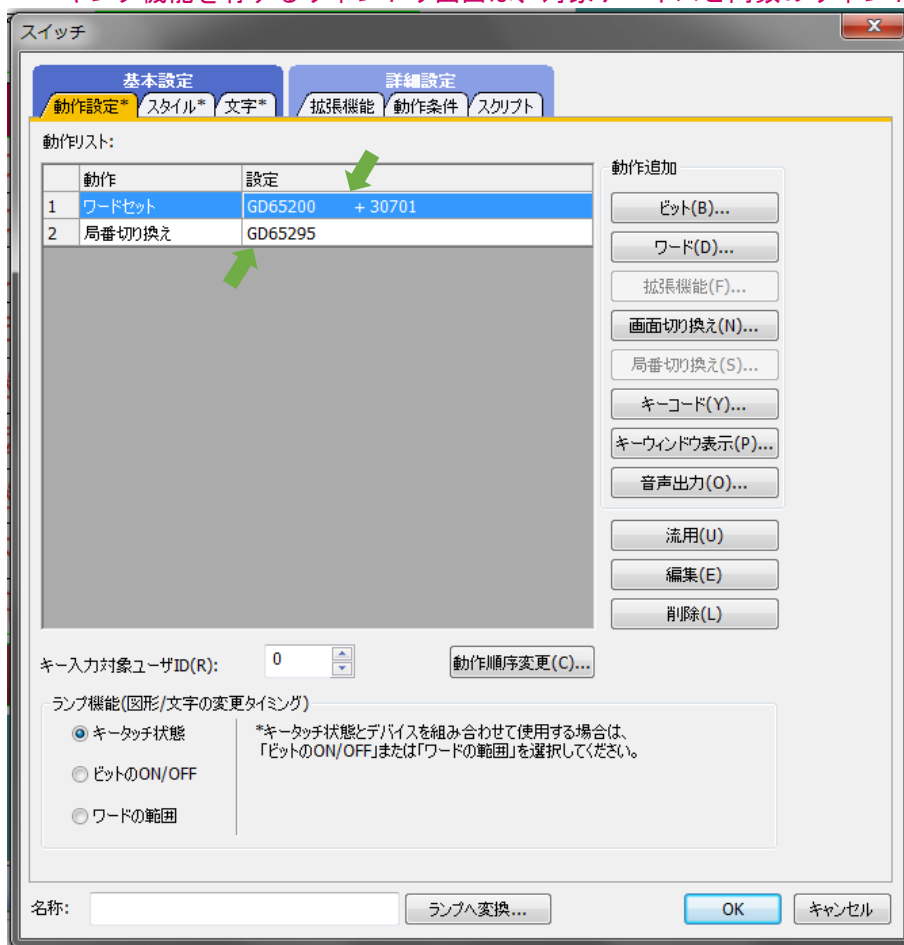 スイッチ
基本設定
詳細設定
動作設定* スタイル* 文字* 拡張機能 動作条件 スクリプト
動作リスト:
動作 設定
1 ワードセット GD65200 + 30701
2 局番切り換え GD65295
動作追加
ビット(B)...
ワード(D)...
拡張機能(F)...
画面切り換え(N)...
局番切り換え(S)...
キーコード(Y)...
キーウィンドウ表示(P)...
音声出力(O)...
流用(U)
編集(E)
削除(L)
キー入力対象ユーザID(R): 0 動作順序変更(C)...
ランプ機能(図形/文字の変更タイミング)
キータッチ状態
ビットのON/OFF
ワードの範囲
*キータッチ状態とデバイスを組み合わせて使用する場合は、
「ビットのON/OFF」または「ワードの範囲」を選択してください。
名称: ランプへ変換... OK キャンセル